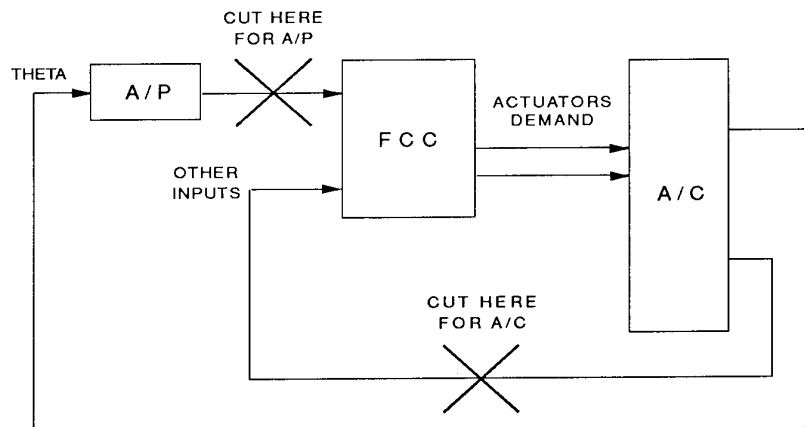 CUT HERE
FOR A/P
THETA
A/P
FCC
ACTUATORS
DEMAND
OTHER
INPUTS
A/C
CUT HERE
FOR A/C